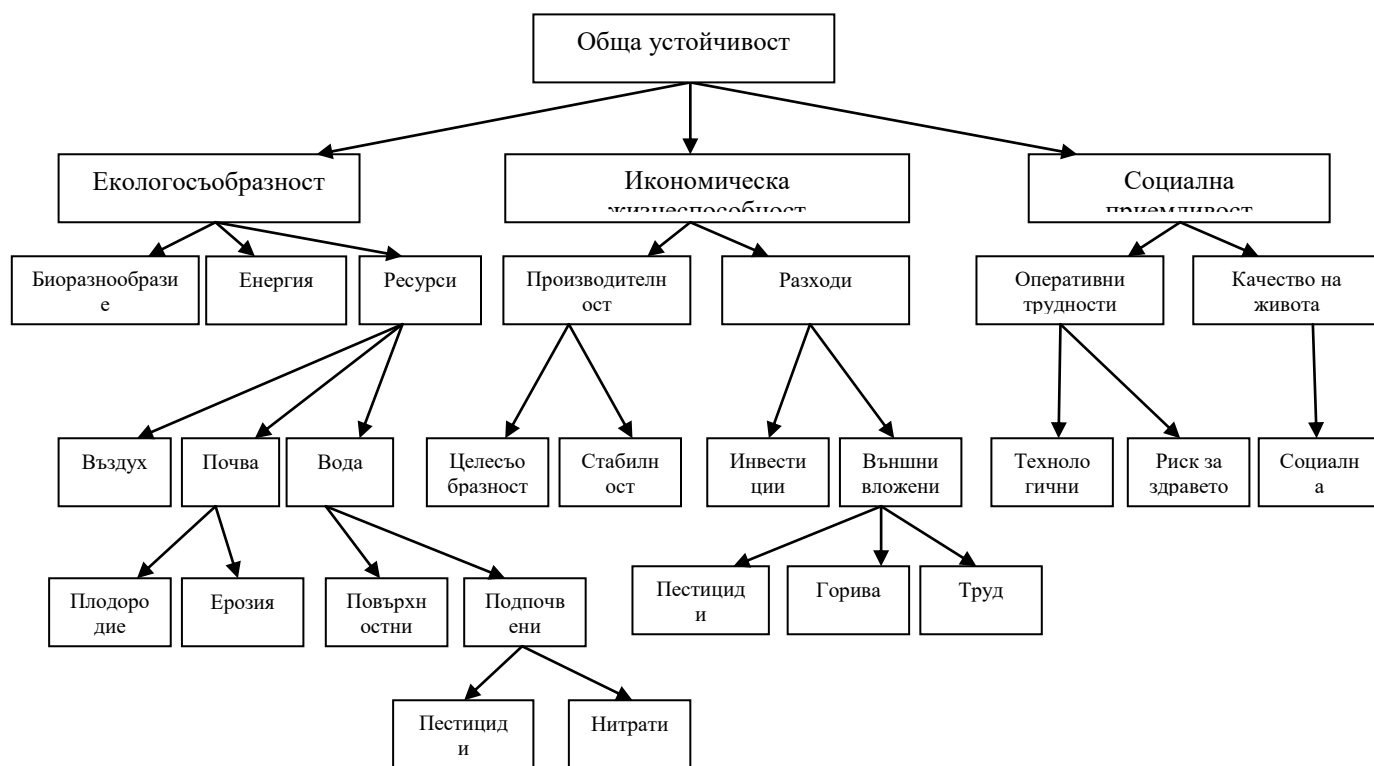 Обща устойчивост
Екологосъобразност
Икономическа
жизнеспособност
Социална
приемливост
Биоразнообрази
е
Енергия
Ресурси
Производителн
ост
Разходи
Оперативни
трудности
Качество на
живота
Въздух
Почва
Вода
Целесъо
бразност
Стабилн
ост
Инвести
ции
Външни
вложени
Техноло
гични
Риск за
здравето
Социалн
а
Плодоро
дие
Ерозия
Повърхн
остни
Подпочв
ени
Пестицид
и
Горива
Труд
Пестицид
и
Нитрати